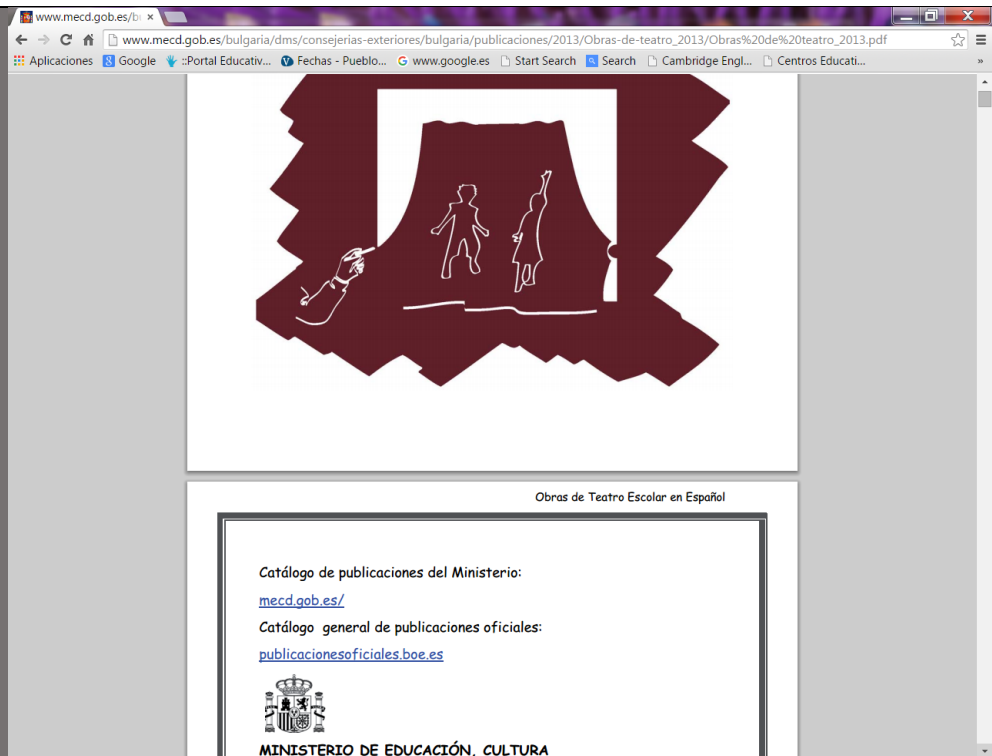 www.mecd.gob.es/bu
www.mecd.gob.es/bulgaria/dms/consejerias-exteriores/bulgaria/publicaciones/2013/Obras-de-teatro_2013/Obras%20de%20teatro_2013.pdf
Aplicaciones Google ::Portal Educativ... Fechas - Pueblo... www.google.es Start Search Search Cambridge Engl... Centros Educati... »
Obras de Teatro Escolar en Español
Catálogo de publicaciones del Ministerio:
mecd.gob.es/
Catálogo general de publicaciones oficiales:
publicacionesoficiales.boe.es
MINISTERIO DE EDUCACIÓN, CULTURA